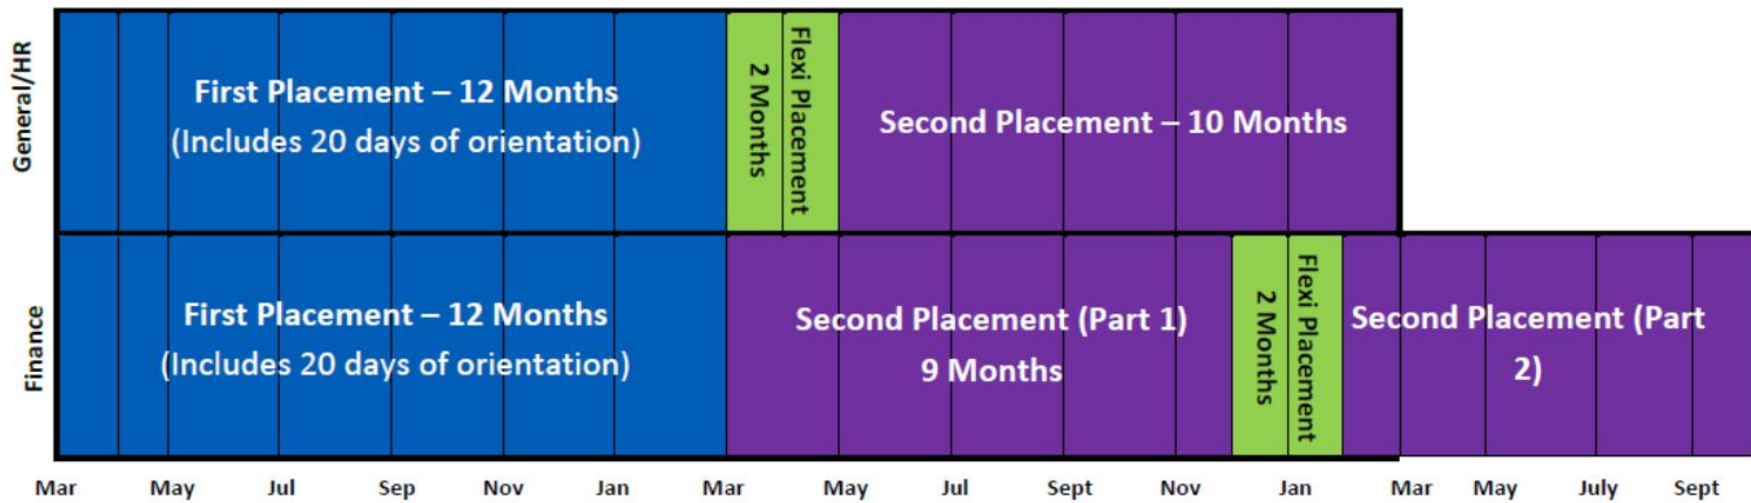 General/HR
First Placement – 12 Months
(Includes 20 days of orientation)
2 Months
Flexi Placement
Second Placement – 10 Months
Finance
First Placement – 12 Months
(Includes 20 days of orientation)
Second Placement (Part 1)
9 Months
2 Months
Flexi Placement
Second Placement (Part
2)
Mar May Jul Sep Nov Jan Mar May Jul Sept Nov Jan Mar May July Sept